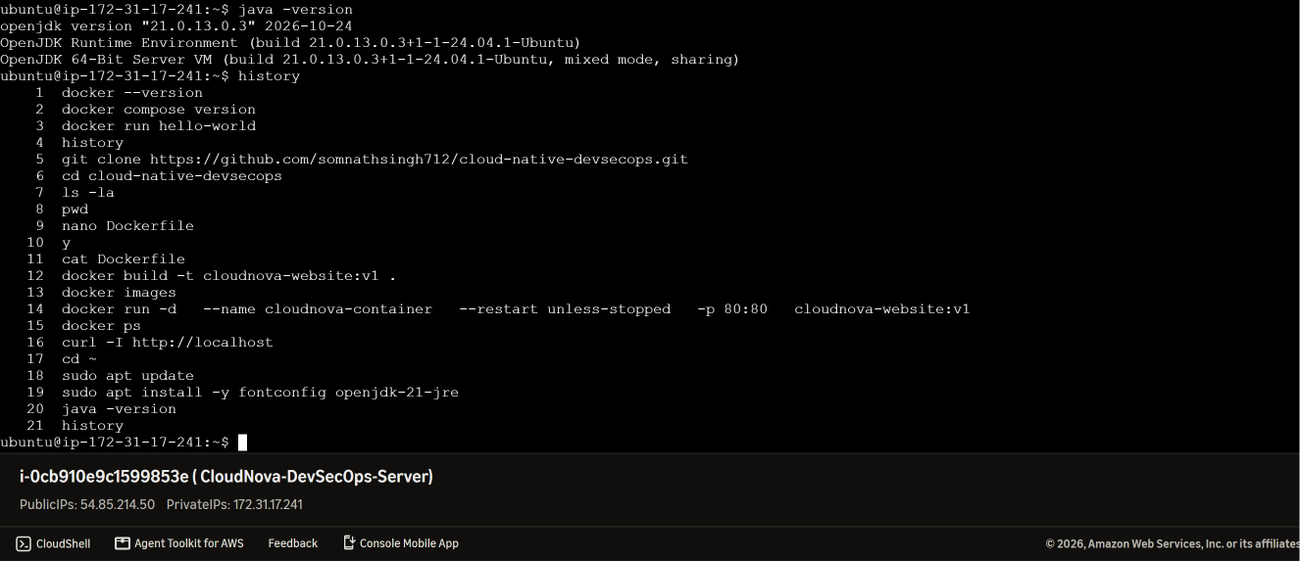 ubuntu@ip-172-31-17-241:~$ java -version
openjdk version "21.0.13.0.3" 2026-10-24
OpenJDK Runtime Environment (build 21.0.13.0.3+1-1-24.04.1-Ubuntu)
OpenJDK 64-Bit Server VM (build 21.0.13.0.3+1-1-24.04.1-Ubuntu, mixed mode, sharing)
ubuntu@ip-172-31-17-241:~$ history
1 docker --version
2 docker compose version
3 docker run hello-world
4 history
5 git clone https://github.com/somnathsingh712/cloud-native-devsecops.git
6 cd cloud-native-devsecops
7 ls -la
8 pwd
9 nano Dockerfile
10 y
11 cat Dockerfile
12 docker build -t cloudnova-website:v1 .
13 docker images
14 docker run -d --name cloudnova-container --restart unless-stopped -p 80:80 cloudnova-website:v1
15 docker ps
16 curl -I http://localhost
17 cd ~
18 sudo apt update
19 sudo apt install -y fontconfig openjdk-21-jre
20 java -version
21 history
ubuntu@ip-172-31-17-241:~$
i-0cb910e9c1599853e ( CloudNova-DevSecOps-Server)
PublicIPs: 54.85.214.50 PrivateIPs: 172.31.17.241
CloudShell Agent Toolkit for AWS Feedback Console Mobile App © 2026, Amazon Web Services, Inc. or its affiliates